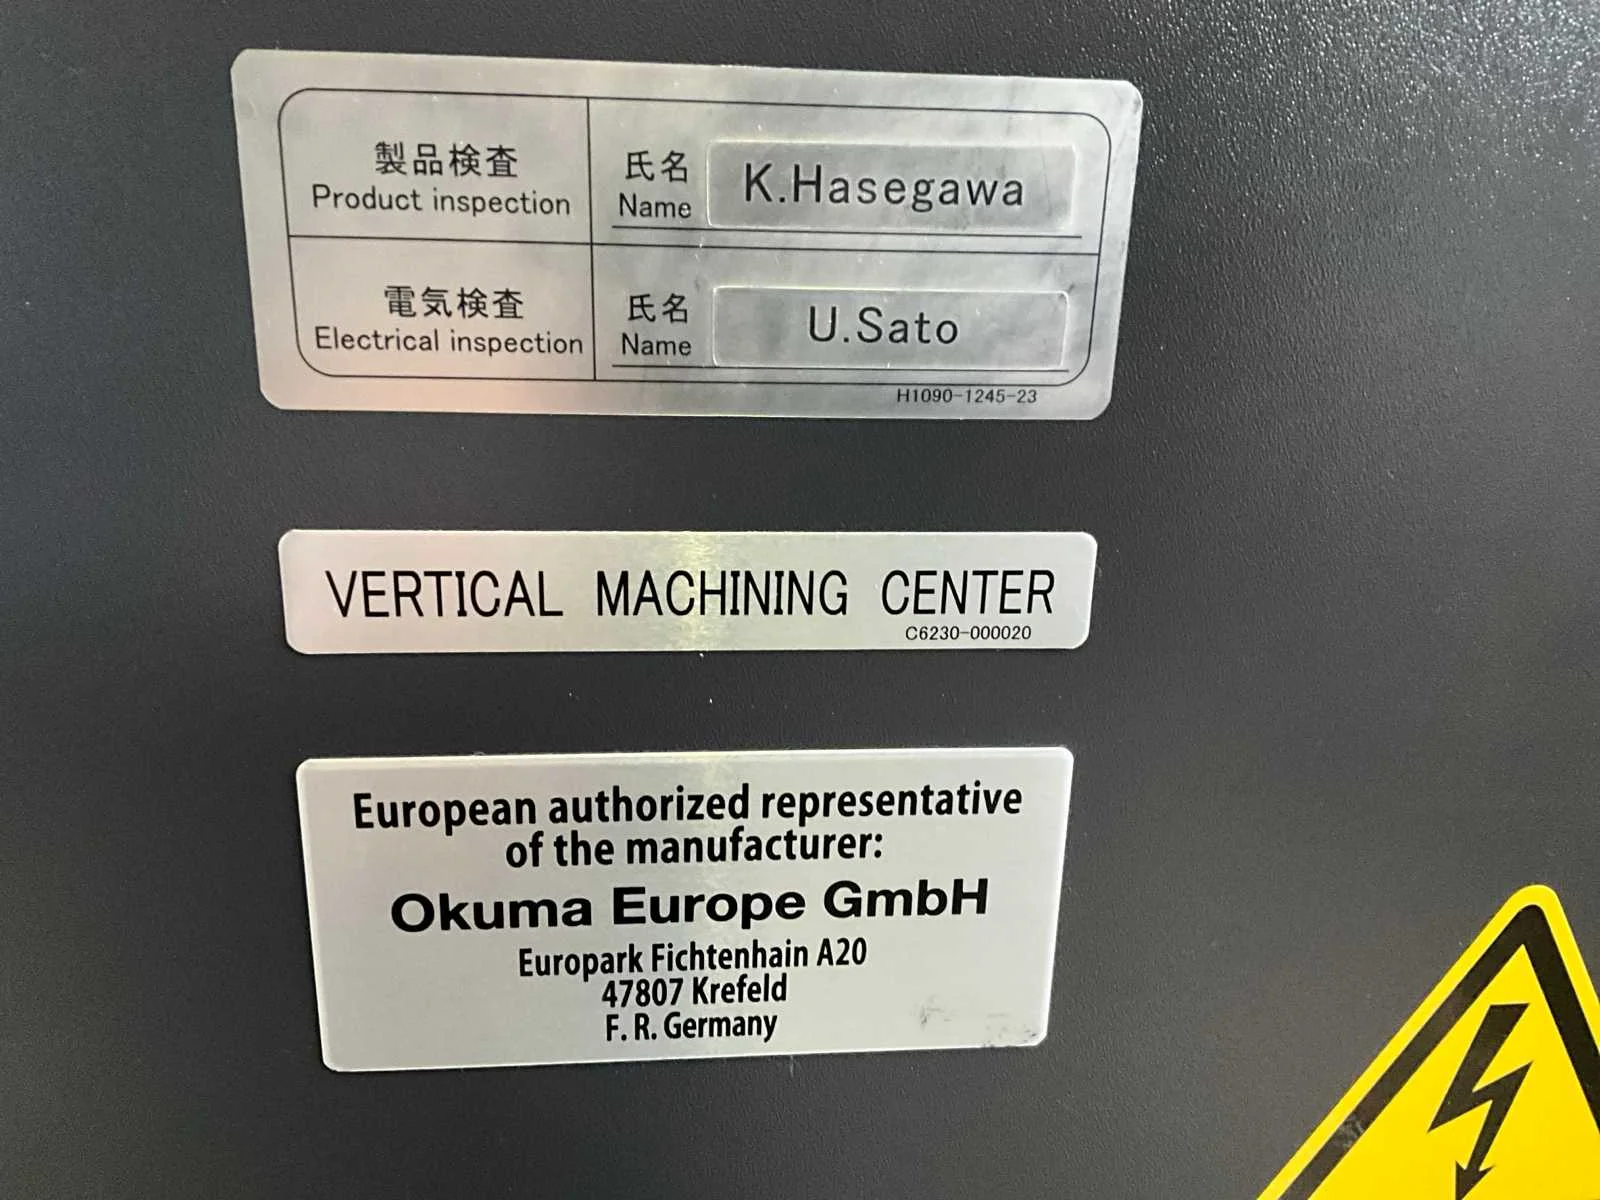 製品検査
Product inspection
氏名
Name
K.Hasegawa
電気検査
Electrical inspection
氏名
Name
U.Sato
H1090-1245-23
VERTICAL MACHINING CENTER
C6230-000020
European authorized representative
of the manufacturer:
Okuma Europe GmbH
Europark Fichtenhain A20
47807 Krefeld
F. R. Germany